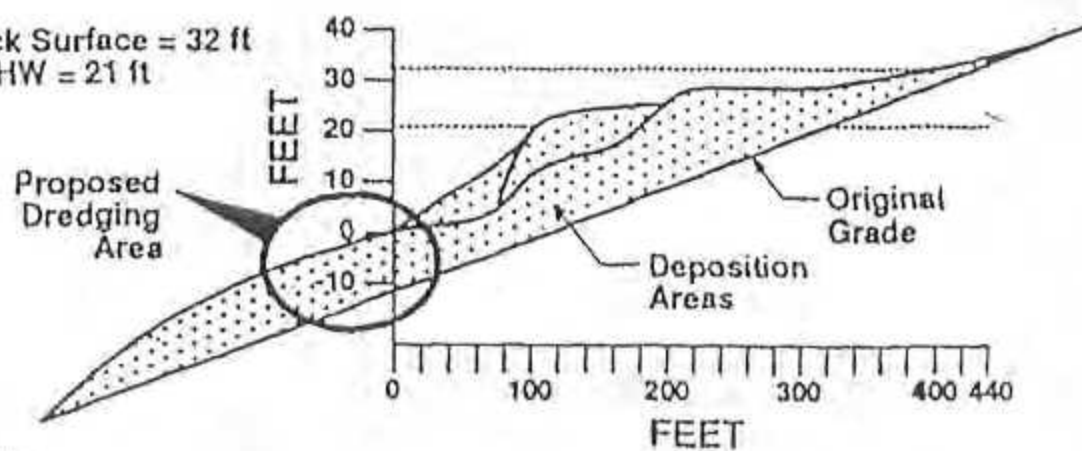 ck Surface = 32 ft
HW = 21 ft
FEET
40
30
20
10
0
-10
Proposed
Dredging
Area
Original
Grade
Deposition
Areas
0
100
200
300
400
440
FEET